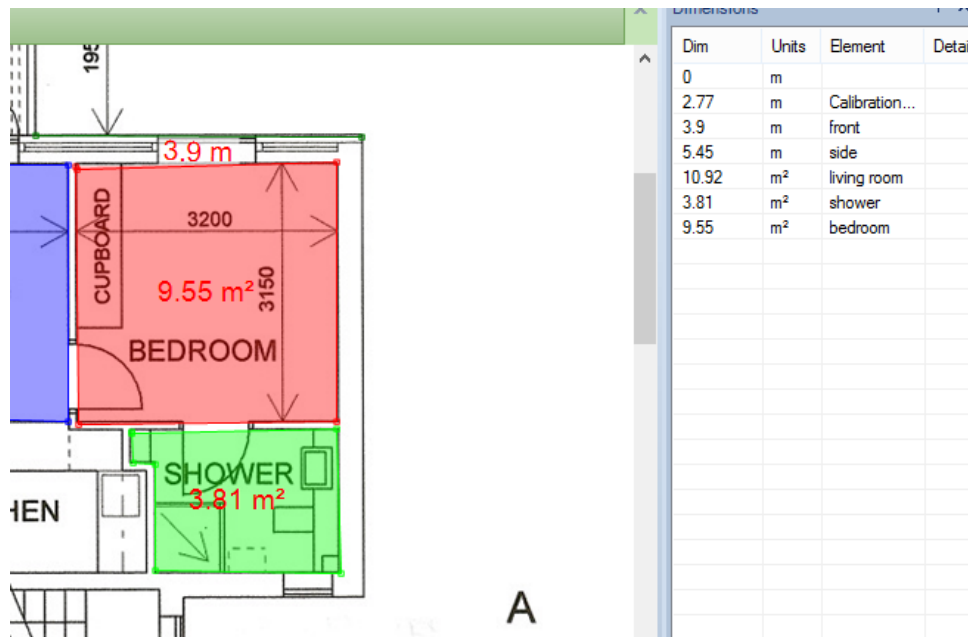 Dimensions
Dim Units Element Detai
0 m
2.77 m Calibration...
3.9 m front
5.45 m side
10.92 m² living room
3.81 m² shower
9.55 m² bedroom
195
3.9 m
CUPBOARD
3200
9.55 m²
3150
BEDROOM
SHOWER
3.81 m²
HEN
A